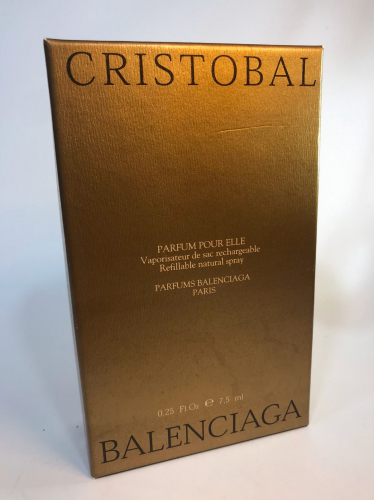 CRISTOBAL
PARFUM POUR ELLE
Vaporisateur de sac rechargeable
Refillable natural spray
PARFUMS BALENCIAGA
PARIS
0.25 Fl.Oz ℮ 7,5 ml
BALENCIAGA